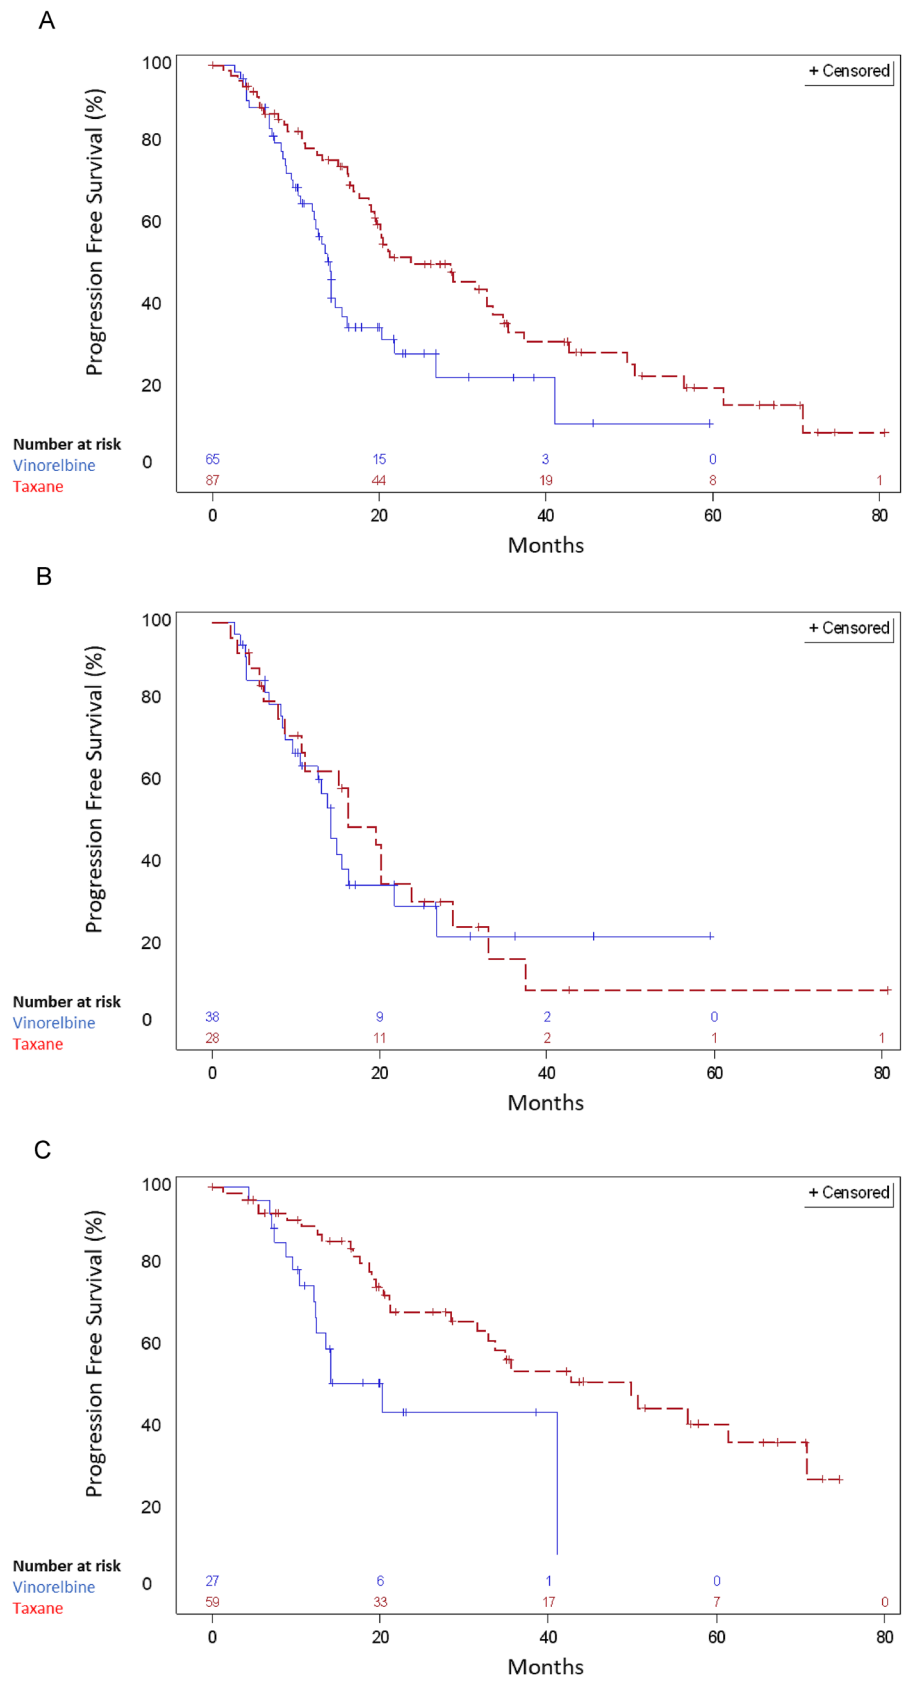 A
Progression Free Survival (%)
100
80
60
40
20
0
+ Censored
Number at risk
Vinorelbine 65 15 3 0
Taxane 87 44 19 8 1
0 20 40 60 80
Months
B
Progression Free Survival (%)
100
80
60
40
20
0
+ Censored
Number at risk
Vinorelbine 38 9 2 0
Taxane 28 11 2 1 1
0 20 40 60 80
Months
C
Progression Free Survival (%)
100
80
60
40
20
0
+ Censored
Number at risk
Vinorelbine 27 6 1 0
Taxane 59 33 17 7 0
0 20 40 60 80
Months